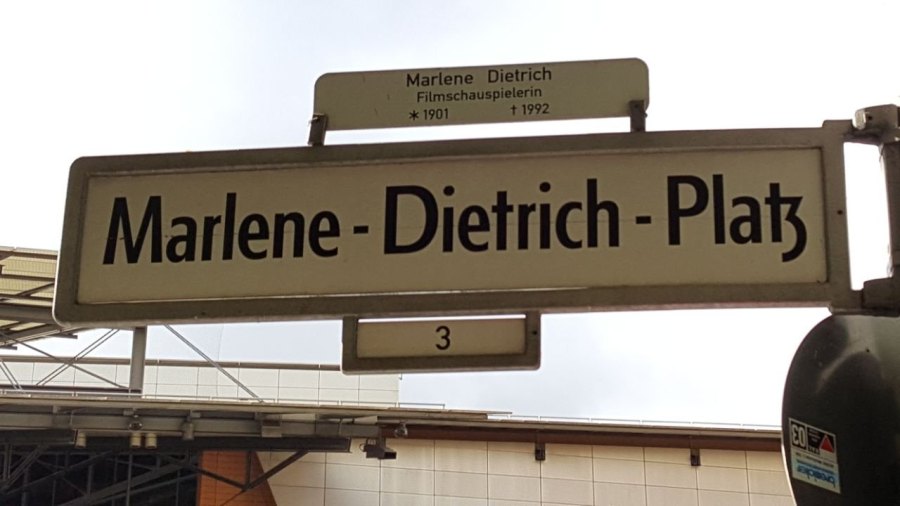 Marlene Dietrich
Filmschauspielerin
* 1901 † 1992
Marlene-Dietrich-Platz
3